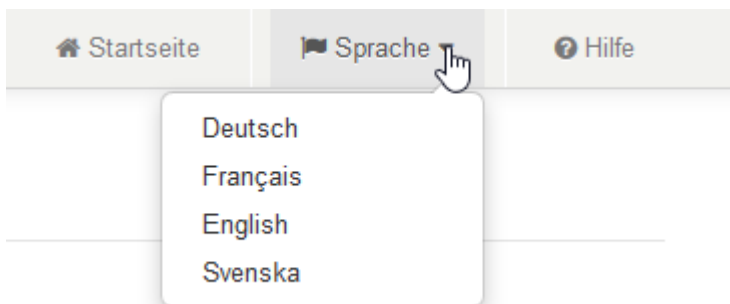 Startseite Sprache Hilfe
Deutsch
Français
English
Svenska